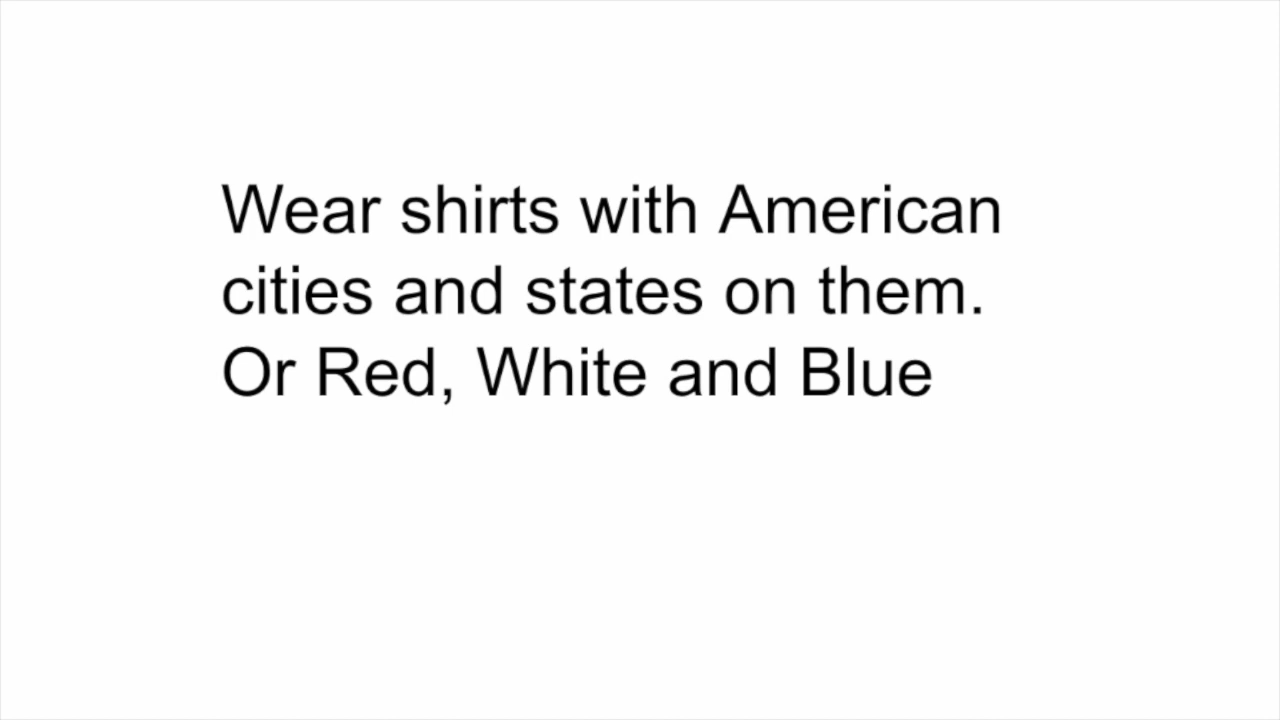 Wear shirts with American
cities and states on them.
Or Red, White and Blue